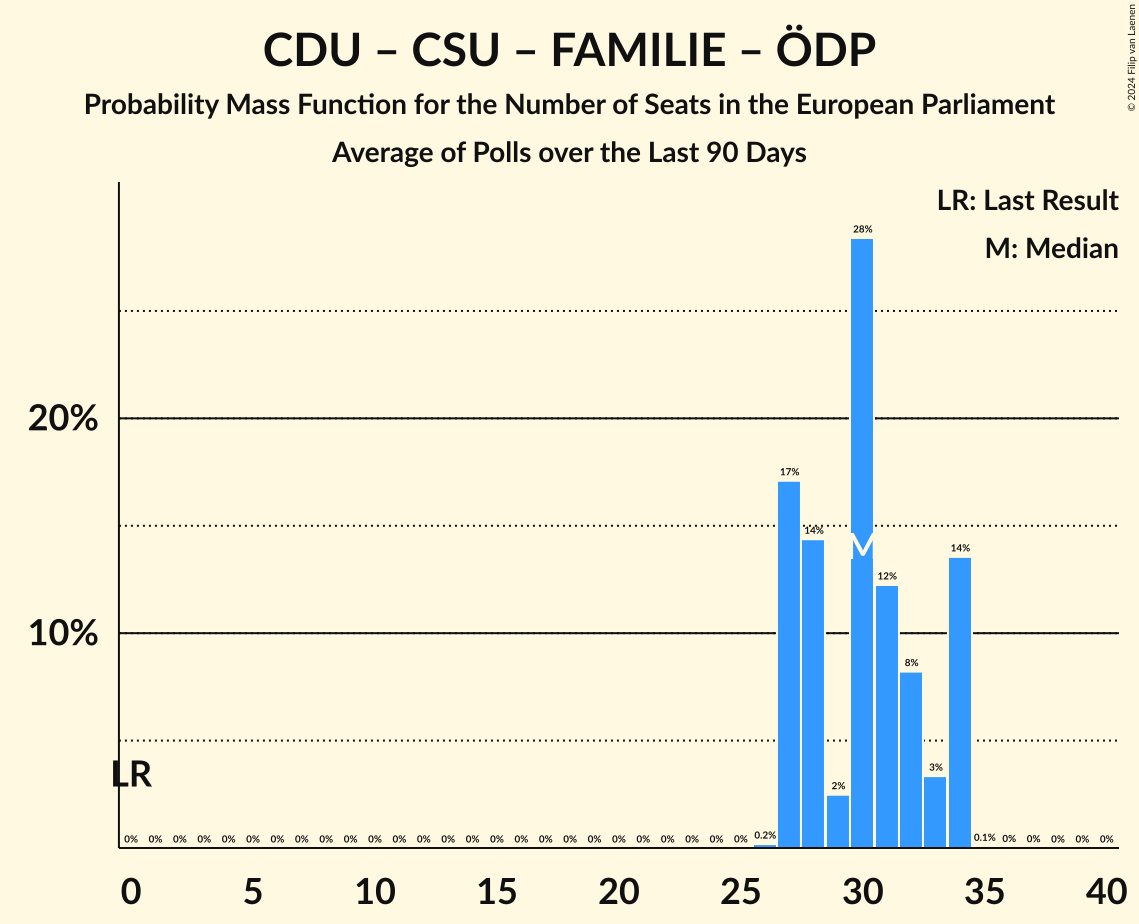 CDU – CSU – FAMILIE – ÖDP
Probability Mass Function for the Number of Seats in the European Parliament
Average of Polls over the Last 90 Days
© 2024 Filip van Laenen
LR: Last Result
M: Median
28%
20%
17%
14%
M
14%
12%
10%
8%
LR
3%
2%
0% 0% 0% 0% 0% 0% 0% 0% 0% 0% 0% 0% 0% 0% 0% 0% 0% 0% 0% 0% 0% 0% 0% 0% 0% 0% 0.2% 0.1% 0% 0% 0% 0% 0%
0 5 10 15 20 25 30 35 40